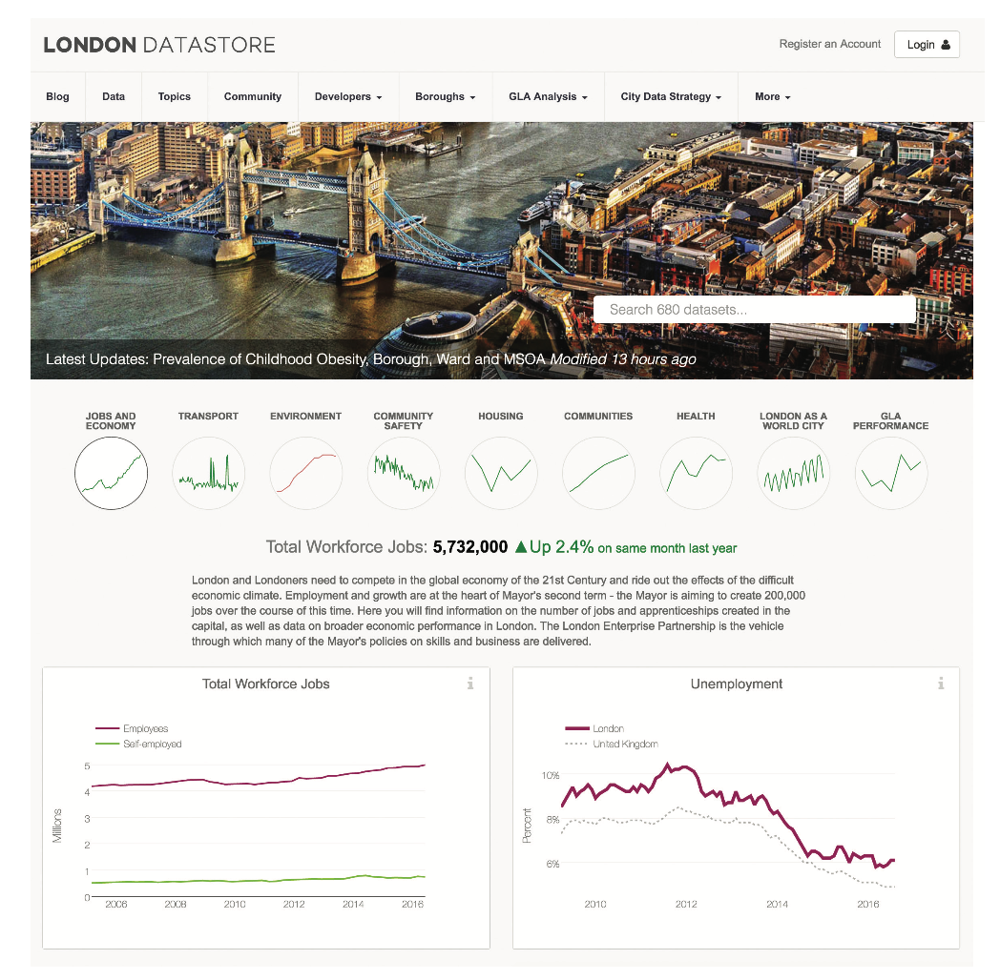 LONDON DATASTORE
Register an Account
Login
Blog
Data
Topics
Community
Developers
Boroughs
GLA Analysis
City Data Strategy
More
Search 680 datasets...
Latest Updates: Prevalence of Childhood Obesity, Borough, Ward and MSOA Modified 13 hours ago
JOBS AND
ECONOMY
TRANSPORT
ENVIRONMENT
COMMUNITY
SAFETY
HOUSING
COMMUNITIES
HEALTH
LONDON AS A
WORLD CITY
GLA
PERFORMANCE
Total Workforce Jobs: 5,732,000 ▲Up 2.4% on same month last year
London and Londoners need to compete in the global economy of the 21st Century and ride out the effects of the difficult
economic climate. Employment and growth are at the heart of Mayor's second term - the Mayor is aiming to create 200,000
jobs over the course of this time. Here you will find information on the number of jobs and apprenticeships created in the
capital, as well as data on broader economic performance in London. The London Enterprise Partnership is the vehicle
through which many of the Mayor's policies on skills and business are delivered.
Total Workforce Jobs
i
Employees
Self-employed
Millions
5
4
3
2
1
0
2006
2008
2010
2012
2014
2016
Unemployment
i
London
United Kingdom
Percent
10%
8%
6%
2010
2012
2014
2016